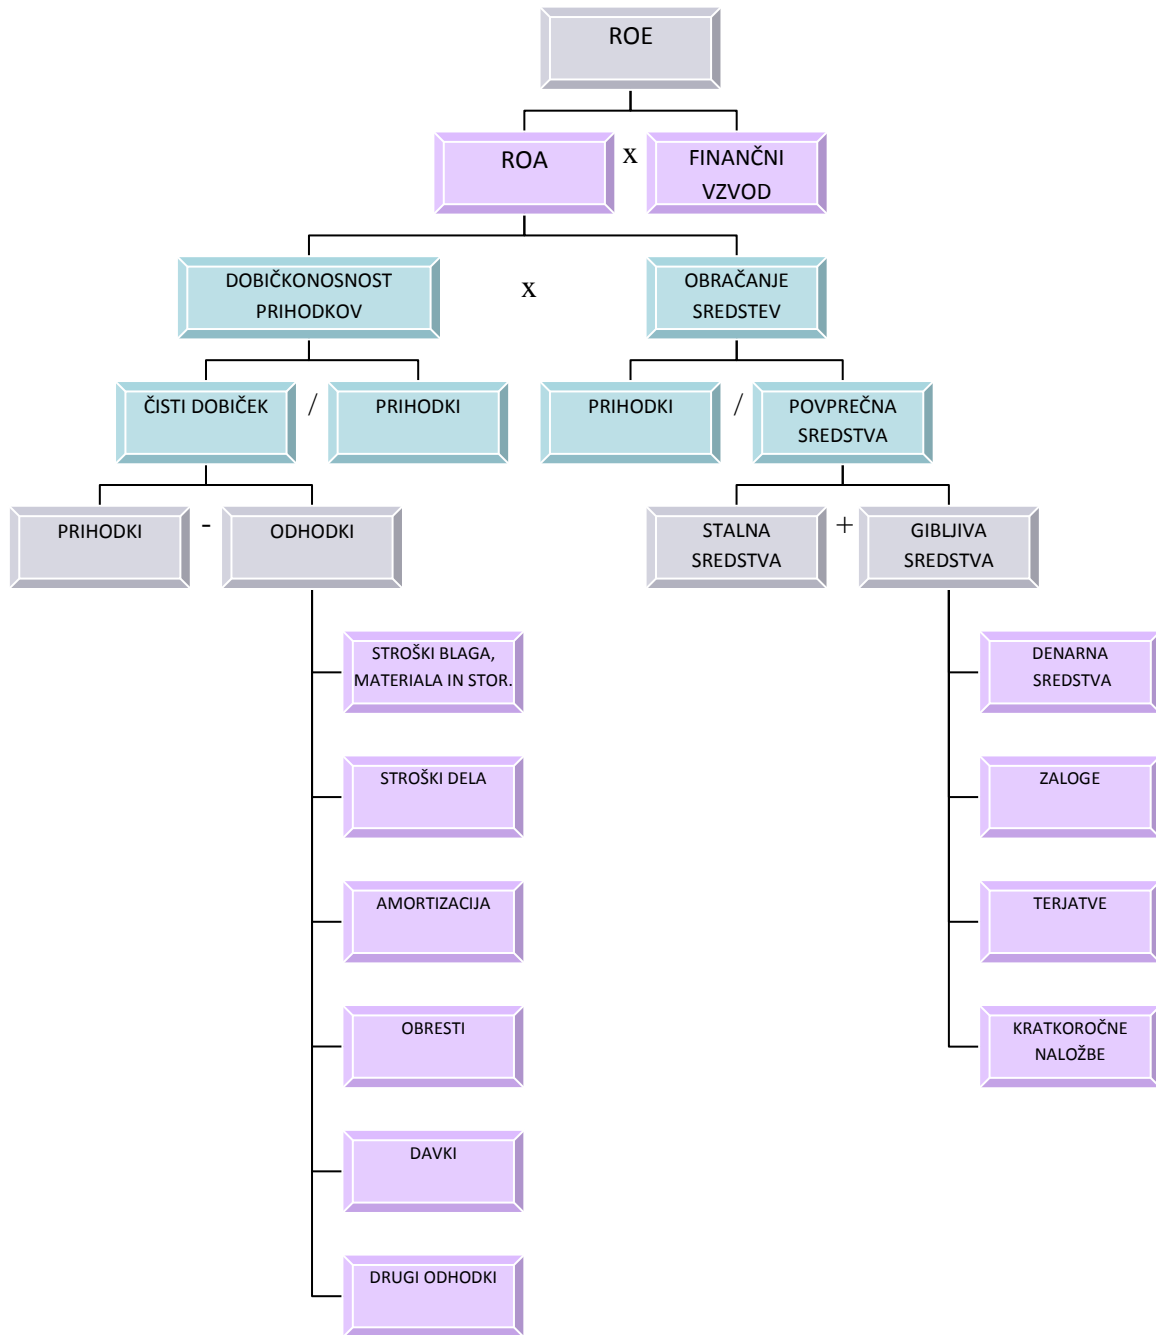 ROE
ROA
x
FINANČNI
VZVOD
DOBIČKONOSNOST
PRIHODKOV
x
OBRAČANJE
SREDSTEV
ČISTI DOBIČEK
/
PRIHODKI
PRIHODKI
/
POVPREČNA
SREDSTVA
PRIHODKI
-
ODHODKI
STALNA
SREDSTVA
+
GIBLJIVA
SREDSTVA
STROŠKI BLAGA,
MATERIALA IN STOR.
DENARNA
SREDSTVA
STROŠKI DELA
ZALOGE
AMORTIZACIJA
TERJATVE
OBRESTI
KRATKOROČNE
NALOŽBE
DAVKI
DRUGI ODHODKI